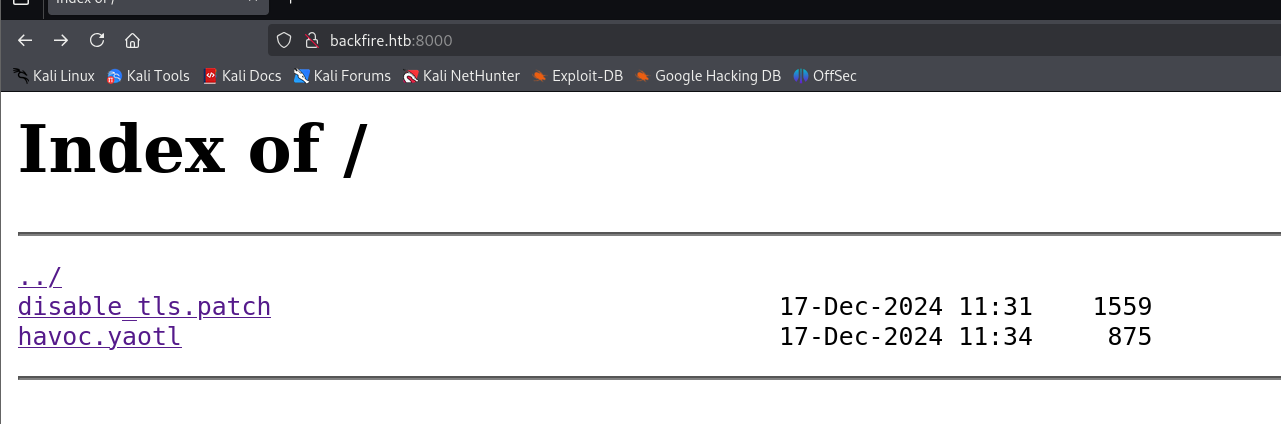 Index of /
backfire.htb:8000
Kali Linux Kali Tools Kali Docs Kali Forums Kali NetHunter Exploit-DB Google Hacking DB OffSec
Index of /
../
disable_tls.patch 17-Dec-2024 11:31 1559
havoc.yaotl 17-Dec-2024 11:34 875